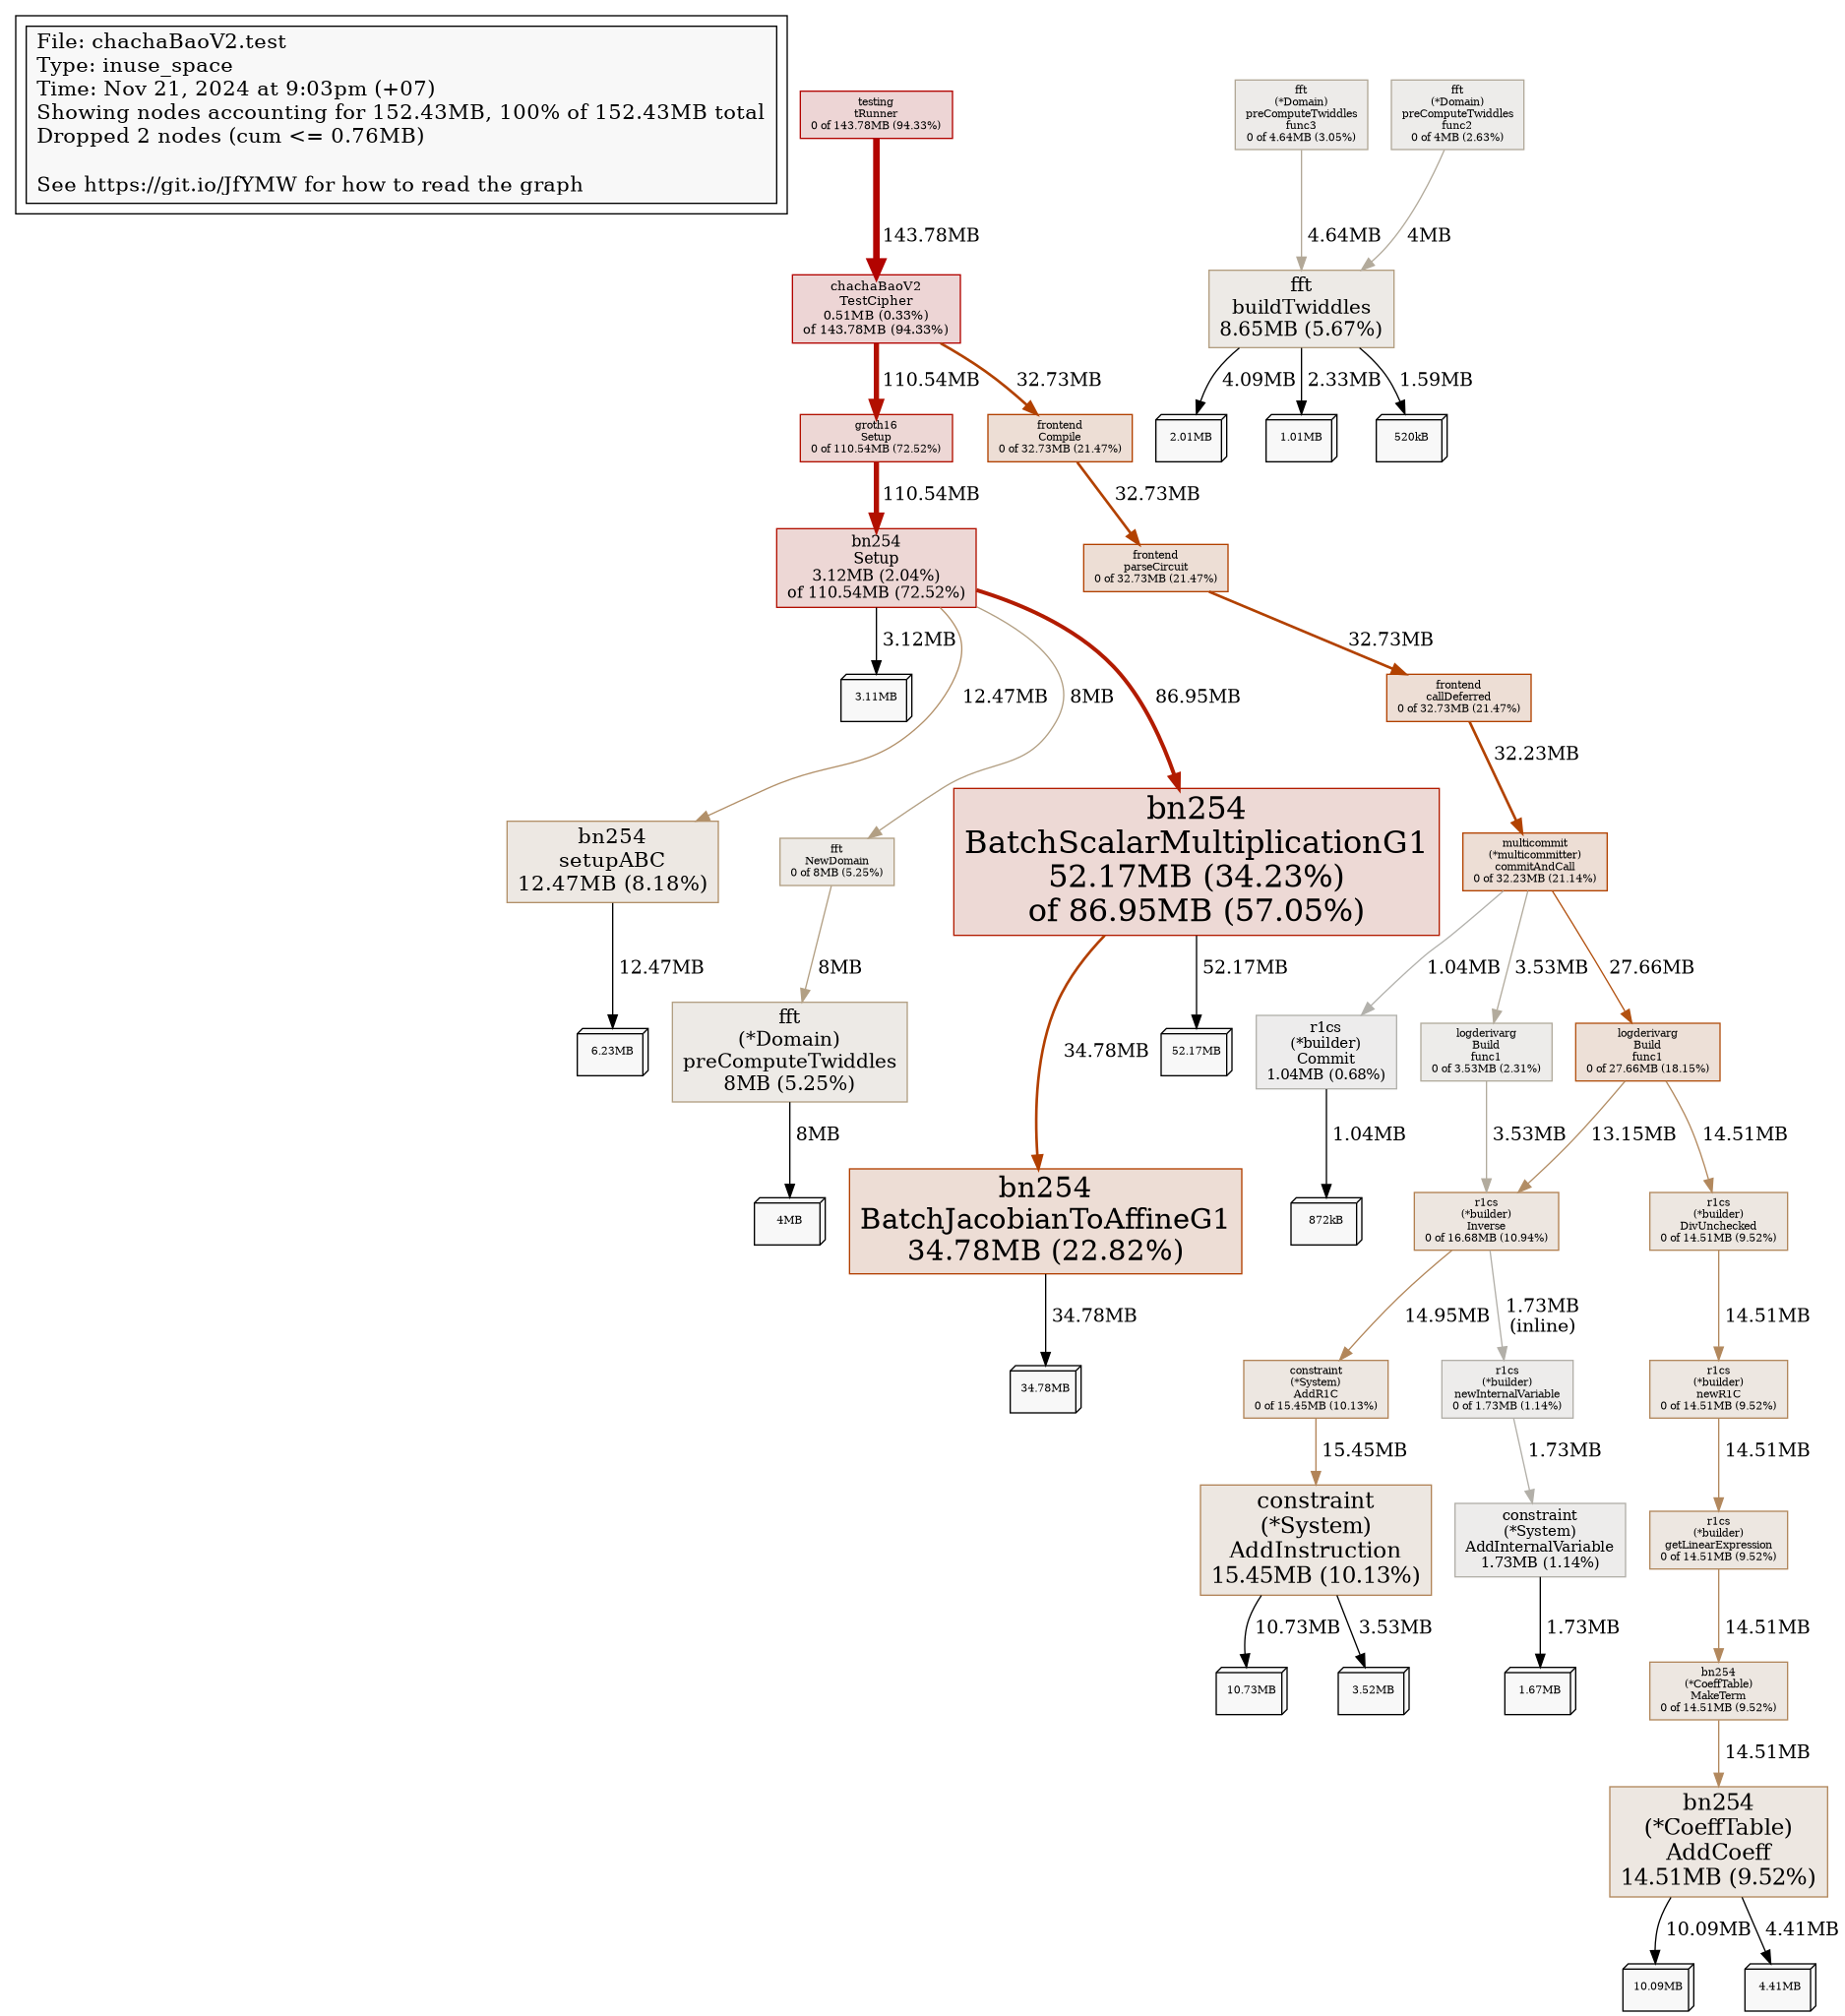 File: chachaBaoV2.test
Type: inuse_space
Time: Nov 21, 2024 at 9:03pm (+07)
Showing nodes accounting for 152.43MB, 100% of 152.43MB total
Dropped 2 nodes (cum <= 0.76MB)
See https://git.io/JfYMW for how to read the graph
testing
tRunner
0 of 143.78MB (94.33%)
fft
(*Domain)
preComputeTwiddles
func3
0 of 4.64MB (3.05%)
fft
(*Domain)
preComputeTwiddles
func2
0 of 4MB (2.63%)
143.78MB
4.64MB
4MB
chachaBaoV2
TestCipher
0.51MB (0.33%)
of 143.78MB (94.33%)
fft
buildTwiddles
8.65MB (5.67%)
110.54MB
32.73MB
4.09MB
2.33MB
1.59MB
groth16
Setup
0 of 110.54MB (72.52%)
frontend
Compile
0 of 32.73MB (21.47%)
2.01MB
1.01MB
520kB
110.54MB
32.73MB
bn254
Setup
3.12MB (2.04%)
of 110.54MB (72.52%)
frontend
parseCircuit
0 of 32.73MB (21.47%)
3.12MB
32.73MB
3.11MB
12.47MB
8MB
86.95MB
frontend
callDeferred
0 of 32.73MB (21.47%)
32.23MB
bn254
setupABC
12.47MB (8.18%)
fft
NewDomain
0 of 8MB (5.25%)
bn254
BatchScalarMultiplicationG1
52.17MB (34.23%)
of 86.95MB (57.05%)
multicommit
(*multicommitter)
commitAndCall
0 of 32.23MB (21.14%)
12.47MB
8MB
52.17MB
1.04MB
3.53MB
27.66MB
6.23MB
fft
(*Domain)
preComputeTwiddles
8MB (5.25%)
34.78MB
52.17MB
r1cs
(*builder)
Commit
1.04MB (0.68%)
logderivarg
Build
func1
0 of 3.53MB (2.31%)
logderivarg
Build
func1
0 of 27.66MB (18.15%)
8MB
1.04MB
3.53MB
13.15MB
14.51MB
4MB
bn254
BatchJacobianToAffineG1
34.78MB (22.82%)
872kB
r1cs
(*builder)
Inverse
0 of 16.68MB (10.94%)
r1cs
(*builder)
DivUnchecked
0 of 14.51MB (9.52%)
34.78MB
14.95MB
1.73MB
(inline)
14.51MB
34.78MB
constraint
(*System)
AddR1C
0 of 15.45MB (10.13%)
r1cs
(*builder)
newInternalVariable
0 of 1.73MB (1.14%)
r1cs
(*builder)
newR1C
0 of 14.51MB (9.52%)
15.45MB
1.73MB
14.51MB
constraint
(*System)
AddInstruction
15.45MB (10.13%)
constraint
(*System)
AddInternalVariable
1.73MB (1.14%)
r1cs
(*builder)
getLinearExpression
0 of 14.51MB (9.52%)
10.73MB
3.53MB
1.73MB
14.51MB
10.73MB
3.52MB
1.67MB
bn254
(*CoeffTable)
MakeTerm
0 of 14.51MB (9.52%)
14.51MB
bn254
(*CoeffTable)
AddCoeff
14.51MB (9.52%)
10.09MB
4.41MB
10.09MB
4.41MB